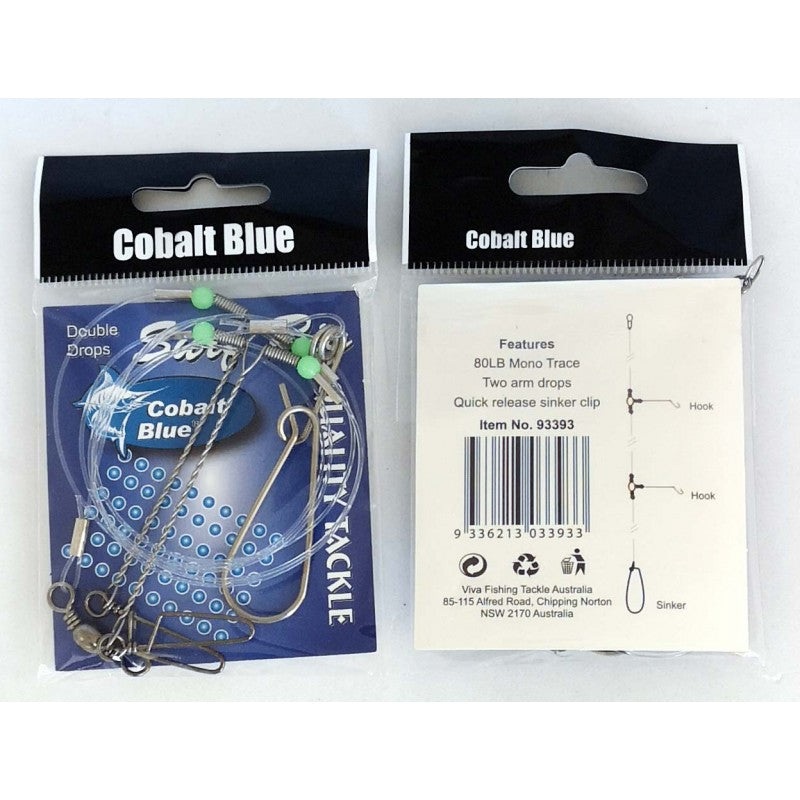 Cobalt Blue
Double
Drops
Cobalt
Blue
QUALITY TACKLE
Cobalt Blue
Features
80LB Mono Trace
Two arm drops
Quick release sinker clip
Item No. 93393
Hook
Hook
9 336213 033933
Sinker
Viva Fishing Tackle Australia
85-115 Alfred Road, Chipping Norton
NSW 2170 Australia